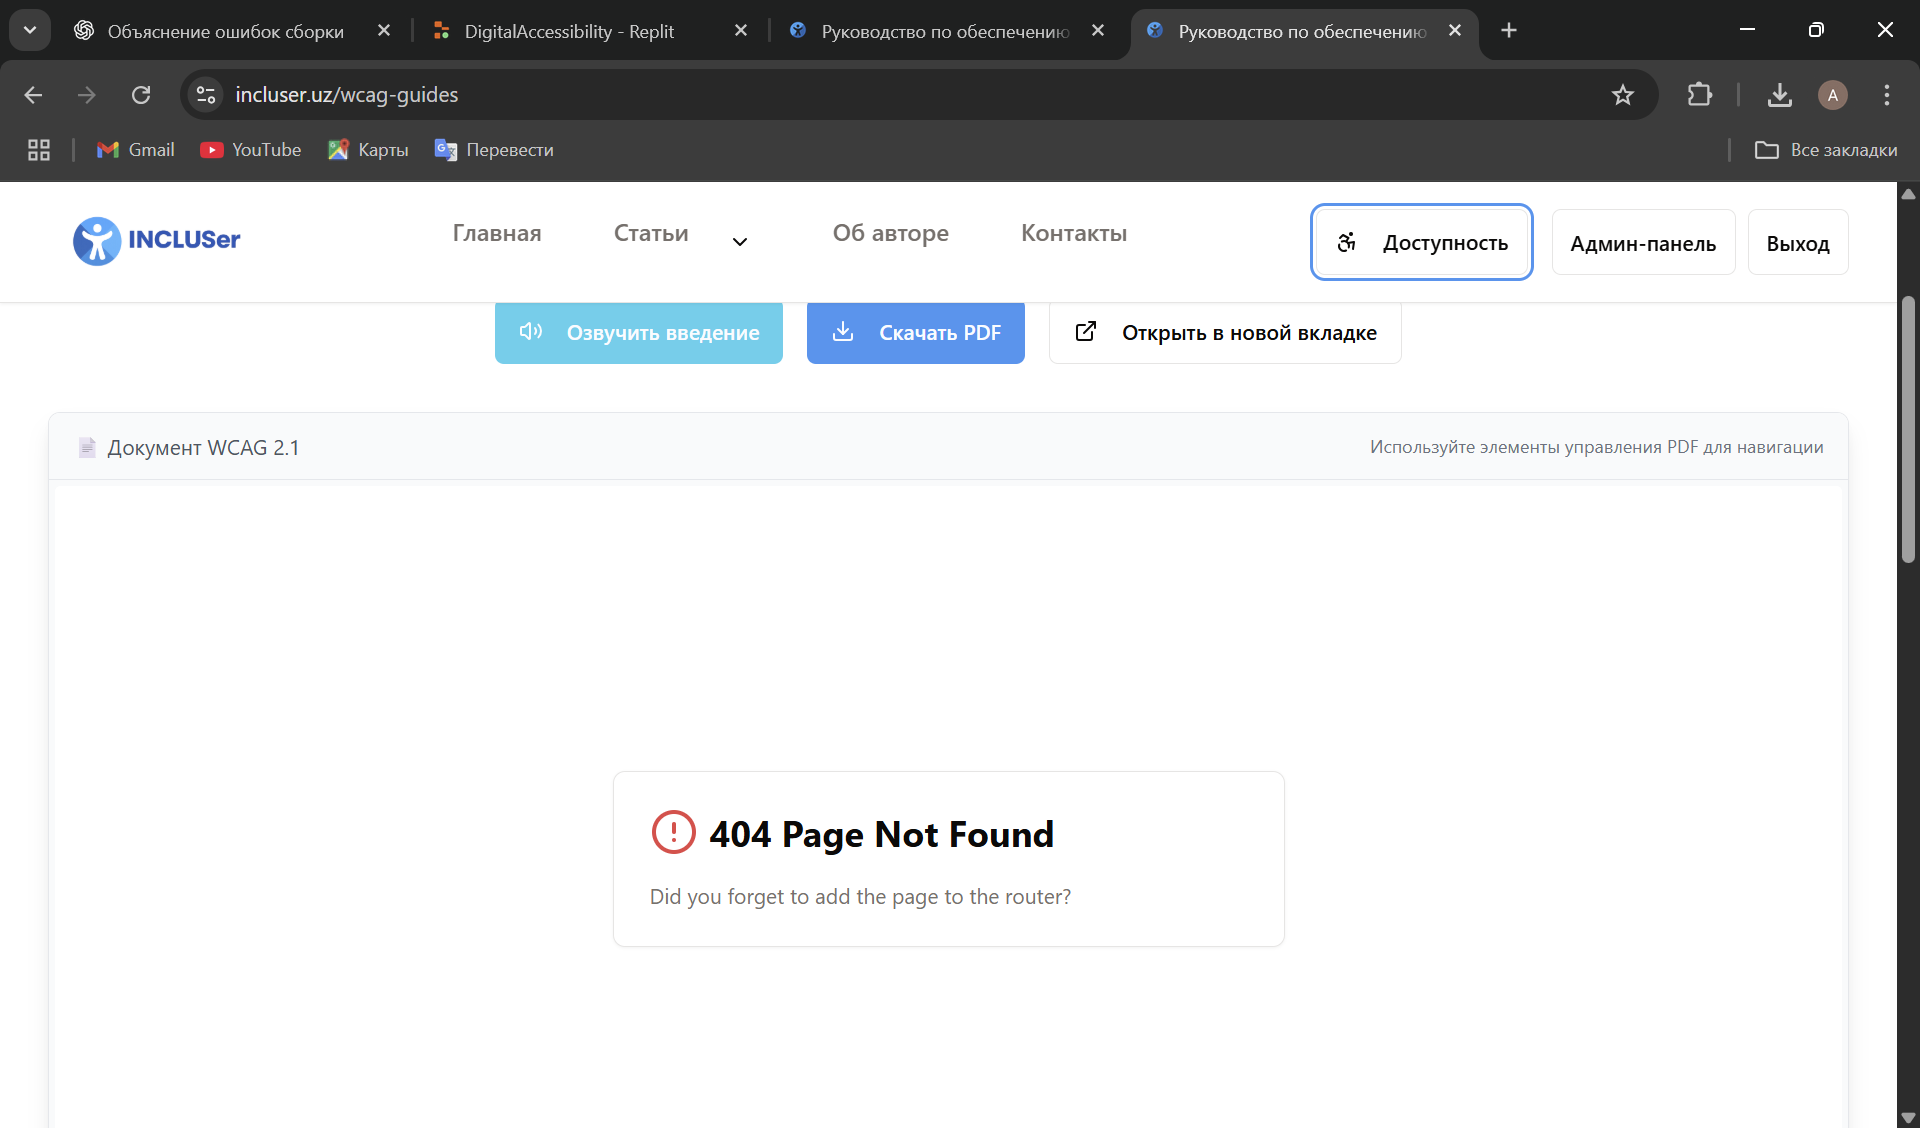 Объяснение ошибок сборки
DigitalAccessibility - Replit
Руководство по обеспечению
Руководство по обеспечению
incluser.uz/wcag-guides
A
Gmail
YouTube
Карты
Перевести
Все закладки
INCLUSer
Главная
Статьи
Об авторе
Контакты
Доступность
Админ-панель
Выход
Озвучить введение
Скачать PDF
Открыть в новой вкладке
Документ WCAG 2.1
Используйте элементы управления PDF для навигации
404 Page Not Found
Did you forget to add the page to the router?